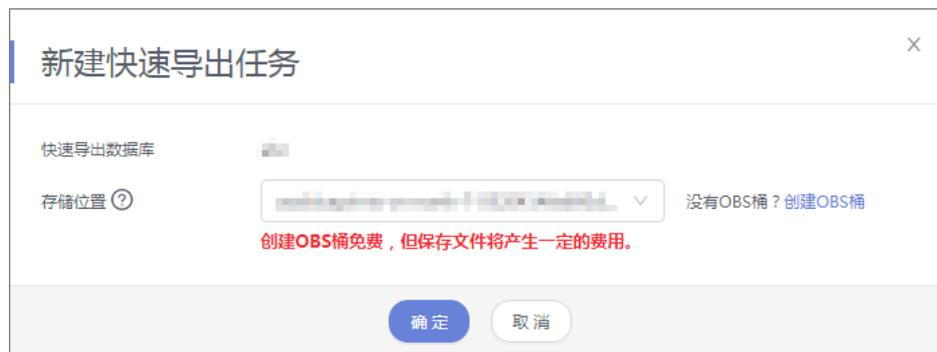 新建快速导出任务
快速导出数据库
存储位置
没有OBS桶？创建OBS桶
创建OBS桶免费，但保存文件将产生一定的费用。
确定
取消